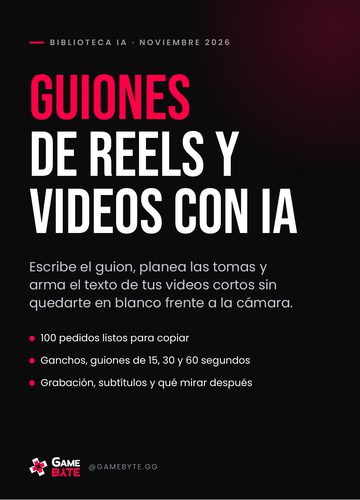 BIBLIOTECA IA · NOVIEMBRE 2026
GUIONES
DE REELS Y
VIDEOS CON IA
Escribe el guion, planea las tomas y
arma el texto de tus videos cortos sin
quedarte en blanco frente a la cámara.
100 pedidos listos para copiar
Ganchos, guiones de 15, 30 y 60 segundos
Grabación, subtítulos y qué mirar después
GAME
BATE
@GAMEBYTE.GG